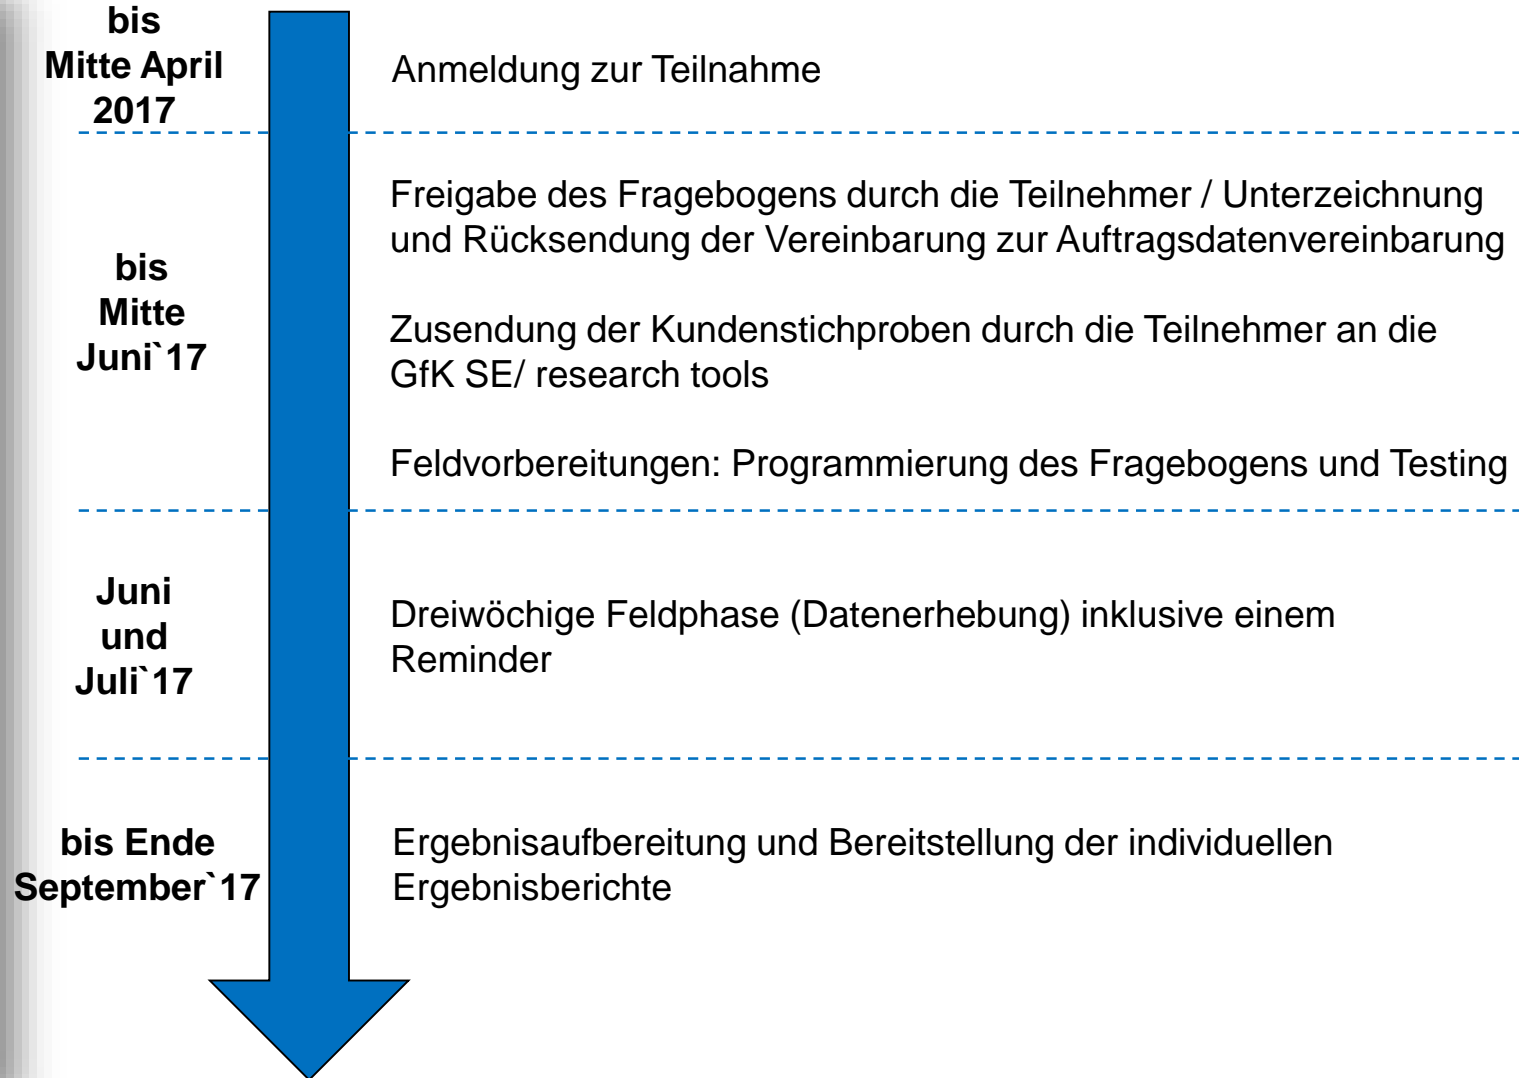 bis
Mitte April
2017
Anmeldung zur Teilnahme
bis
Mitte
Juni`17
Freigabe des Fragebogens durch die Teilnehmer / Unterzeichnung
und Rücksendung der Vereinbarung zur Auftragsdatenvereinbarung
Zusendung der Kundenstichproben durch die Teilnehmer an die
GfK SE/ research tools
Feldvorbereitungen: Programmierung des Fragebogens und Testing
Juni
und
Juli`17
Dreiwöchige Feldphase (Datenerhebung) inklusive einem
Reminder
bis Ende
September`17
Ergebnisaufbereitung und Bereitstellung der individuellen
Ergebnisberichte